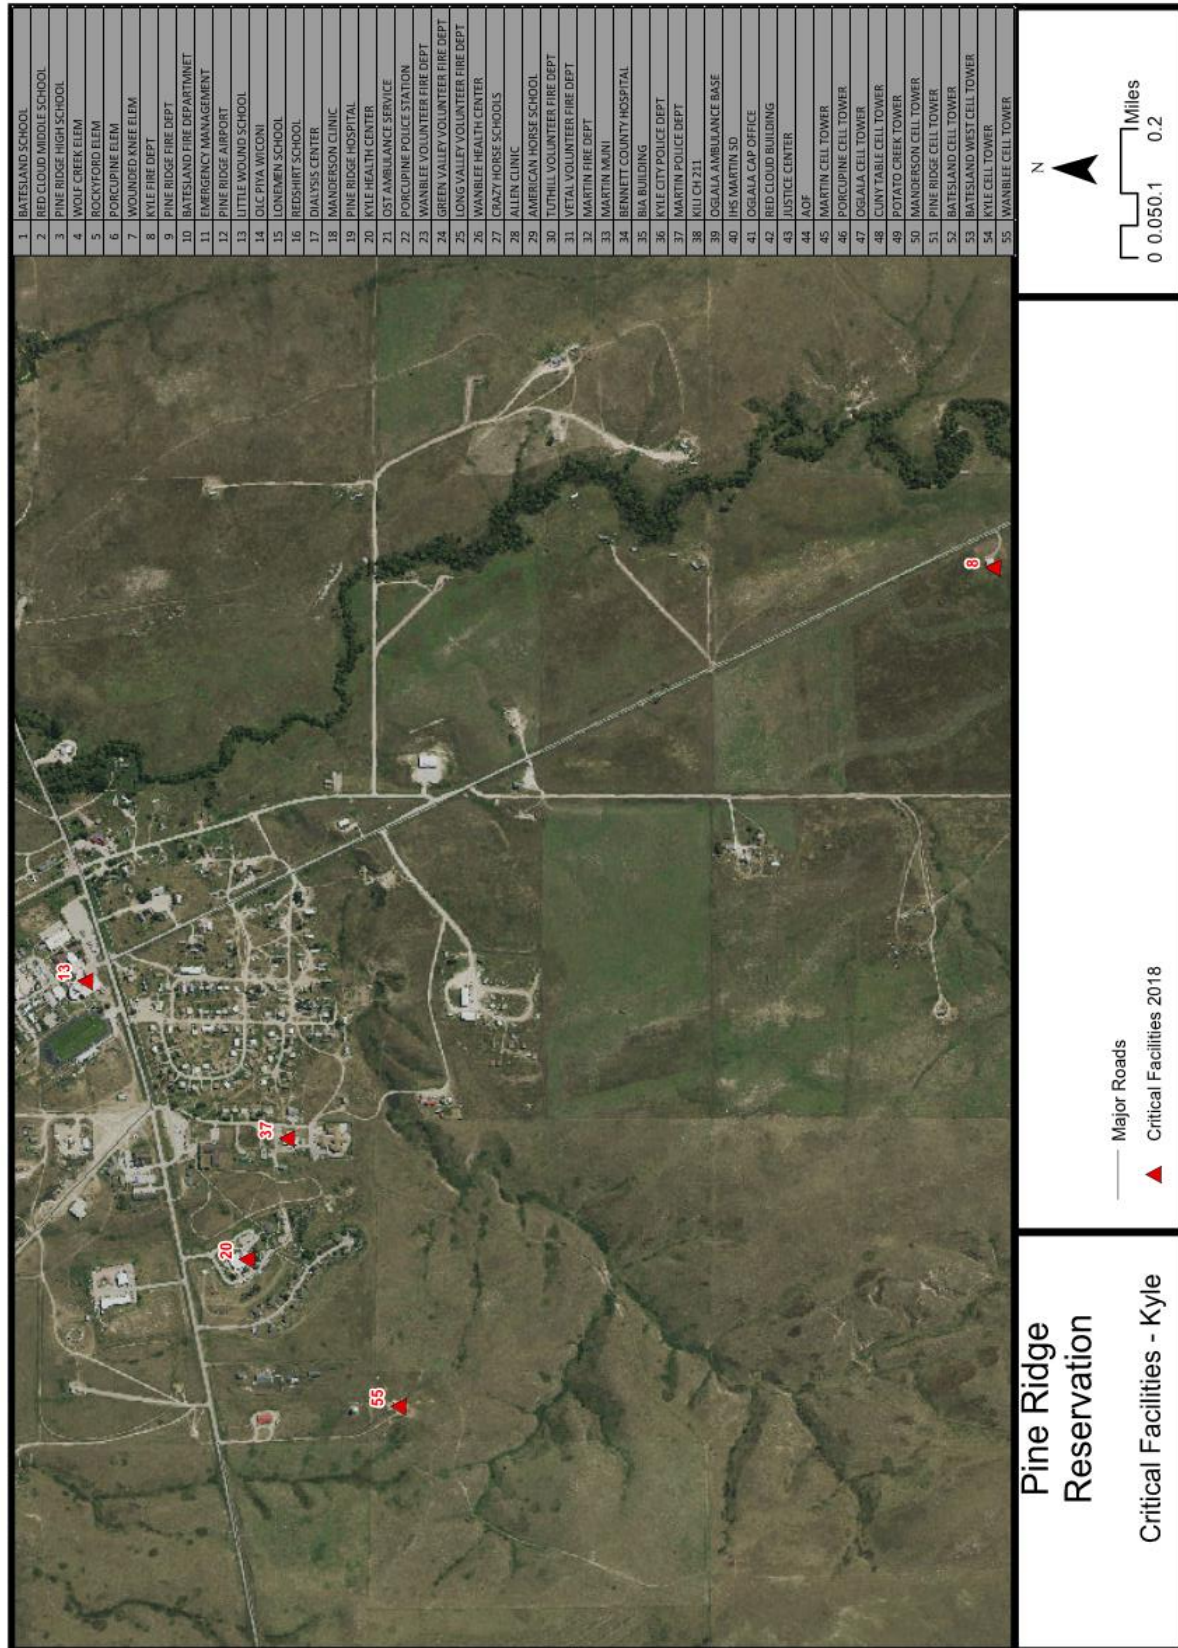 1 BATESLAND SCHOOL
2 RED CLOUD MIDDLE SCHOOL
3 PINE RIDGE HIGH SCHOOL
4 WOLF CREEK ELEM
5 ROCKYFORD ELEM
6 PORCUPINE ELEM
7 WOUNDED KNEE ELEM
8 KYLE FIRE DEPT
9 PINE RIDGE FIRE DEPT
10 BATESLAND FIRE DEPARTMNET
11 EMERGENCY MANAGEMENT
12 PINE RIDGE AIRPORT
13 LITTLE WOUND SCHOOL
14 OLC PIYA WICONI
15 LONEMEN SCHOOL
16 REDSHIRT SCHOOL
17 DIALYSIS CENTER
18 MANDERSON CLINIC
19 PINE RIDGE HOSPITAL
20 KYLE HEALTH CENTER
21 OST AMBULANCE SERVICE
22 PORCUPINE POLICE STATION
23 WANBLEE VOLUNTEER FIRE DEPT
24 GREEN VALLEY VOLUNTEER FIRE DEPT
25 LONG VALLEY VOLUNTEER FIRE DEPT
26 WANBLEE HEALTH CENTER
27 CRAZY HORSE SCHOOLS
28 ALLEN CLINIC
29 AMERICAN HORSE SCHOOL
30 TUTHIL VOLUNTEER FIRE DEPT
31 VETAL VOLUNTEER FIRE DEPT
32 MARTIN FIRE DEPT
33 MARTIN MUNI
34 BENNETT COUNTY HOSPITAL
35 BIA BUILDING
36 KYLE CITY POLICE DEPT
37 MARTIN POLICE DEPT
38 KILI CH 211
39 OGLALA AMBULANCE BASE
40 IHS MARTIN SD
41 OGLALA CAP OFFICE
42 RED CLOUD BUILDING
43 JUSTICE CENTER
44 AOF
45 MARTIN CELL TOWER
46 PORCUPINE CELL TOWER
47 OGLALA CELL TOWER
48 CUNY TABLE CELL TOWER
49 POTATO CREEK TOWER
50 MANDERSON CELL TOWER
51 PINE RIDGE CELL TOWER
52 BATESLAND CELL TOWER
53 BATESLAND WEST CELL TOWER
54 KYLE CELL TOWER
55 WANBLEE CELL TOWER
13
37
20
55
8
Pine Ridge
Reservation
Critical Facilities - Kyle
Major Roads
Critical Facilities 2018
N
Miles
0 0.050.1 0.2